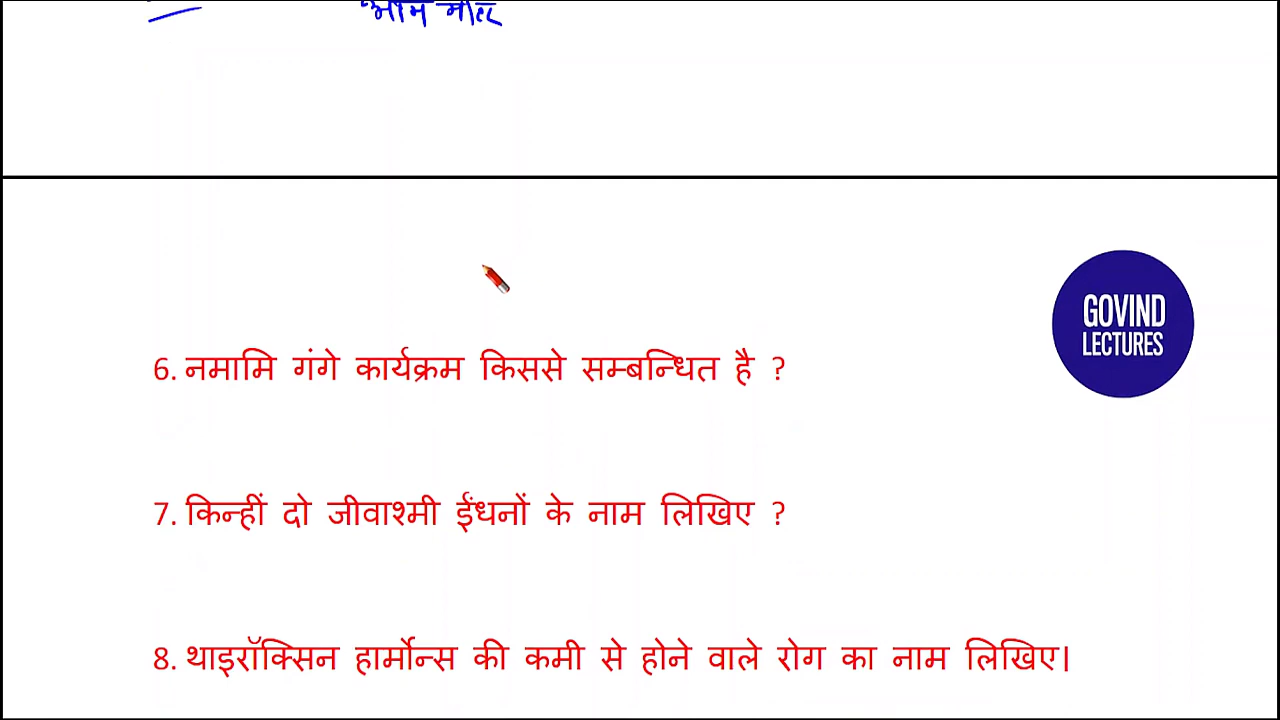 GOVIND
LECTURES
6. नमामि गंगे कार्यक्रम किससे सम्बन्धित है ?
7. किन्हीं दो जीवाश्मी ईंधनों के नाम लिखिए ?
8. थाइरॉक्सिन हार्मोन्स की कमी से होने वाले रोग का नाम लिखिए।